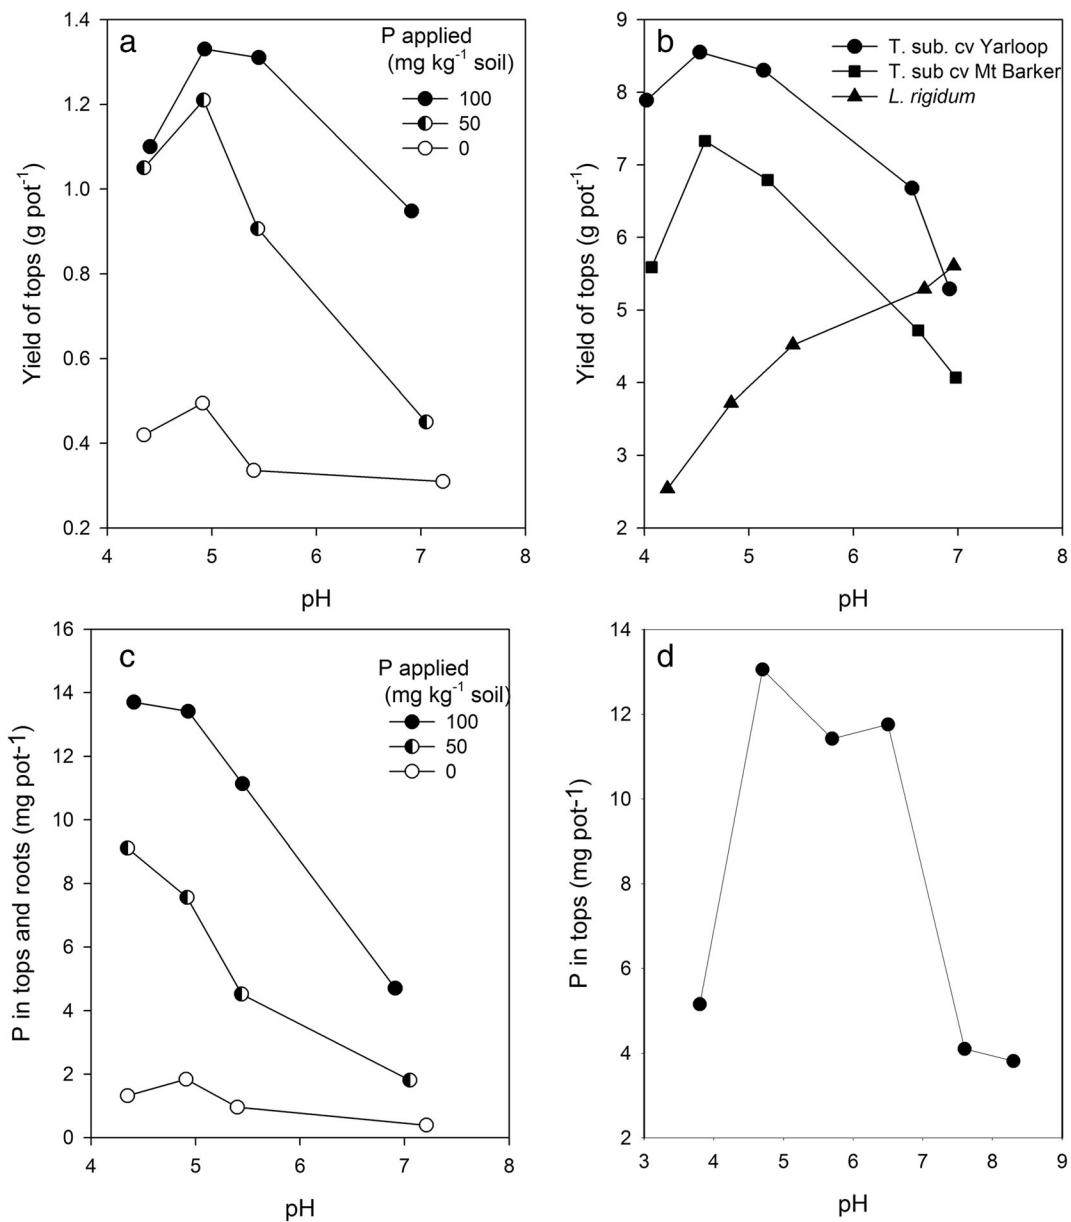 a
P applied
(mg kg-1 soil)
100
50
0
1.4
1.2
1.0
0.8
0.6
0.4
0.2
Yield of tops (g pot-1)
4 5 6 7 8
pH
b
T. sub. cv Yarloop
T. sub cv Mt Barker
L. rigidum
9
8
7
6
5
4
3
2
Yield of tops (g pot-1)
4 5 6 7 8
pH
c
P applied
(mg kg-1 soil)
100
50
0
16
14
12
10
8
6
4
2
0
P in tops and roots (mg pot-1)
4 5 6 7 8
pH
d
14
12
10
8
6
4
2
P in tops (mg pot-1)
3 4 5 6 7 8 9
pH